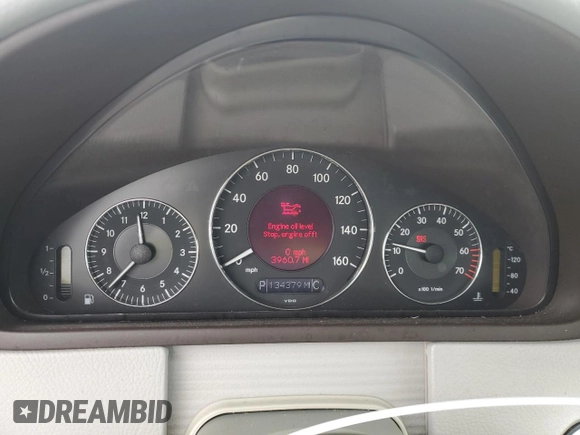 60 80 100
40 120
20 140
0 160
mph
Engine oil level
Stop, engine off!
0 mph
3960.7 M
P 134379 M C
VDO
12
11 1
10 2
9 3
8 4
7 5
1
1/2
0
30 40
20 50
10 60
0 70
x100 1/min
°C
120
80
40
DREAMBID